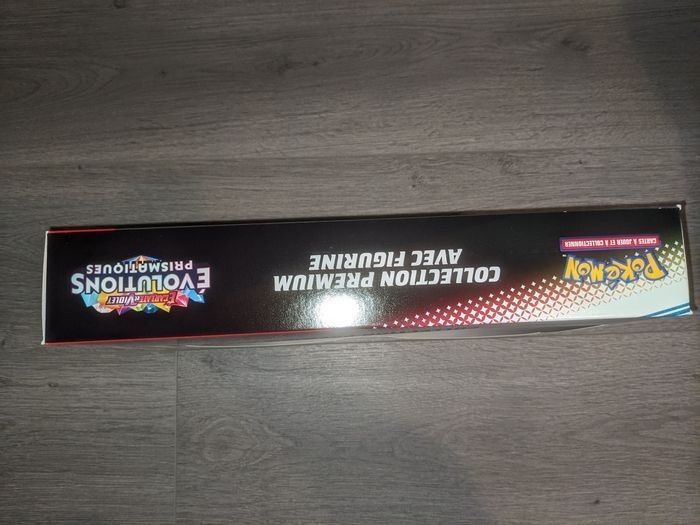 POKÉMON
CARTES À JOUER ET À COLLECTIONNER
COLLECTION PREMIUM
AVEC FIGURINE
ÉCARLATE ET VIOLET
ÉVOLUTIONS
PRISMATIQUES